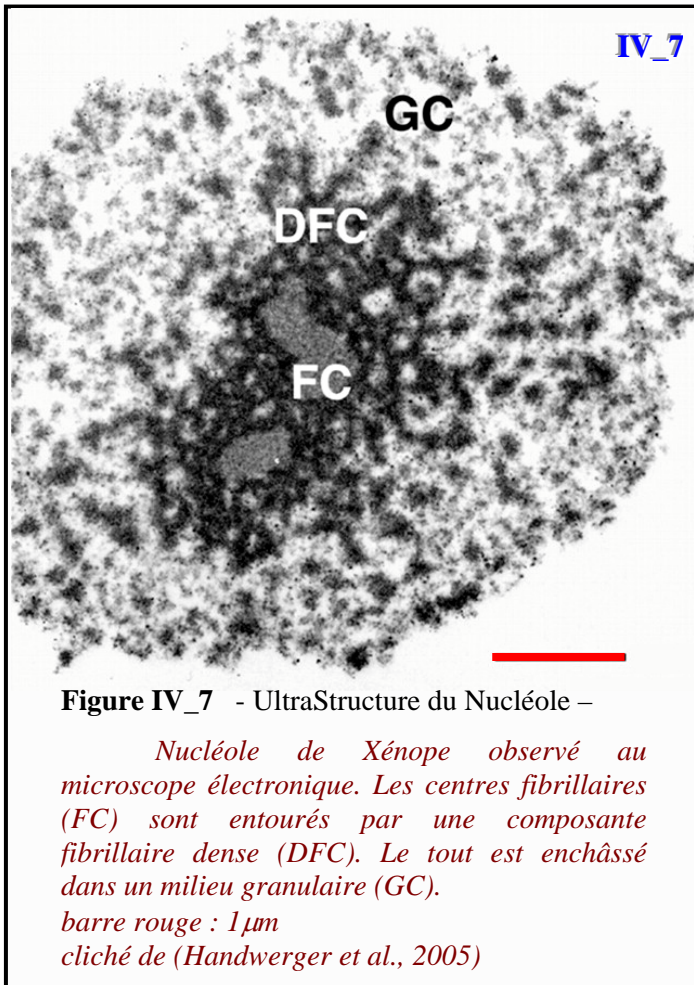 IV_7
GC
DFC
FC
Figure IV_7 - UltraStructure du Nucléole –
Nucléole de Xénope observé au
microscope électronique. Les centres fibrillaires
(FC) sont entourés par une composante
fibrillaire dense (DFC). Le tout est enchâssé
dans un milieu granulaire (GC).
barre rouge : 1µm
cliché de (Handwerger et al., 2005)